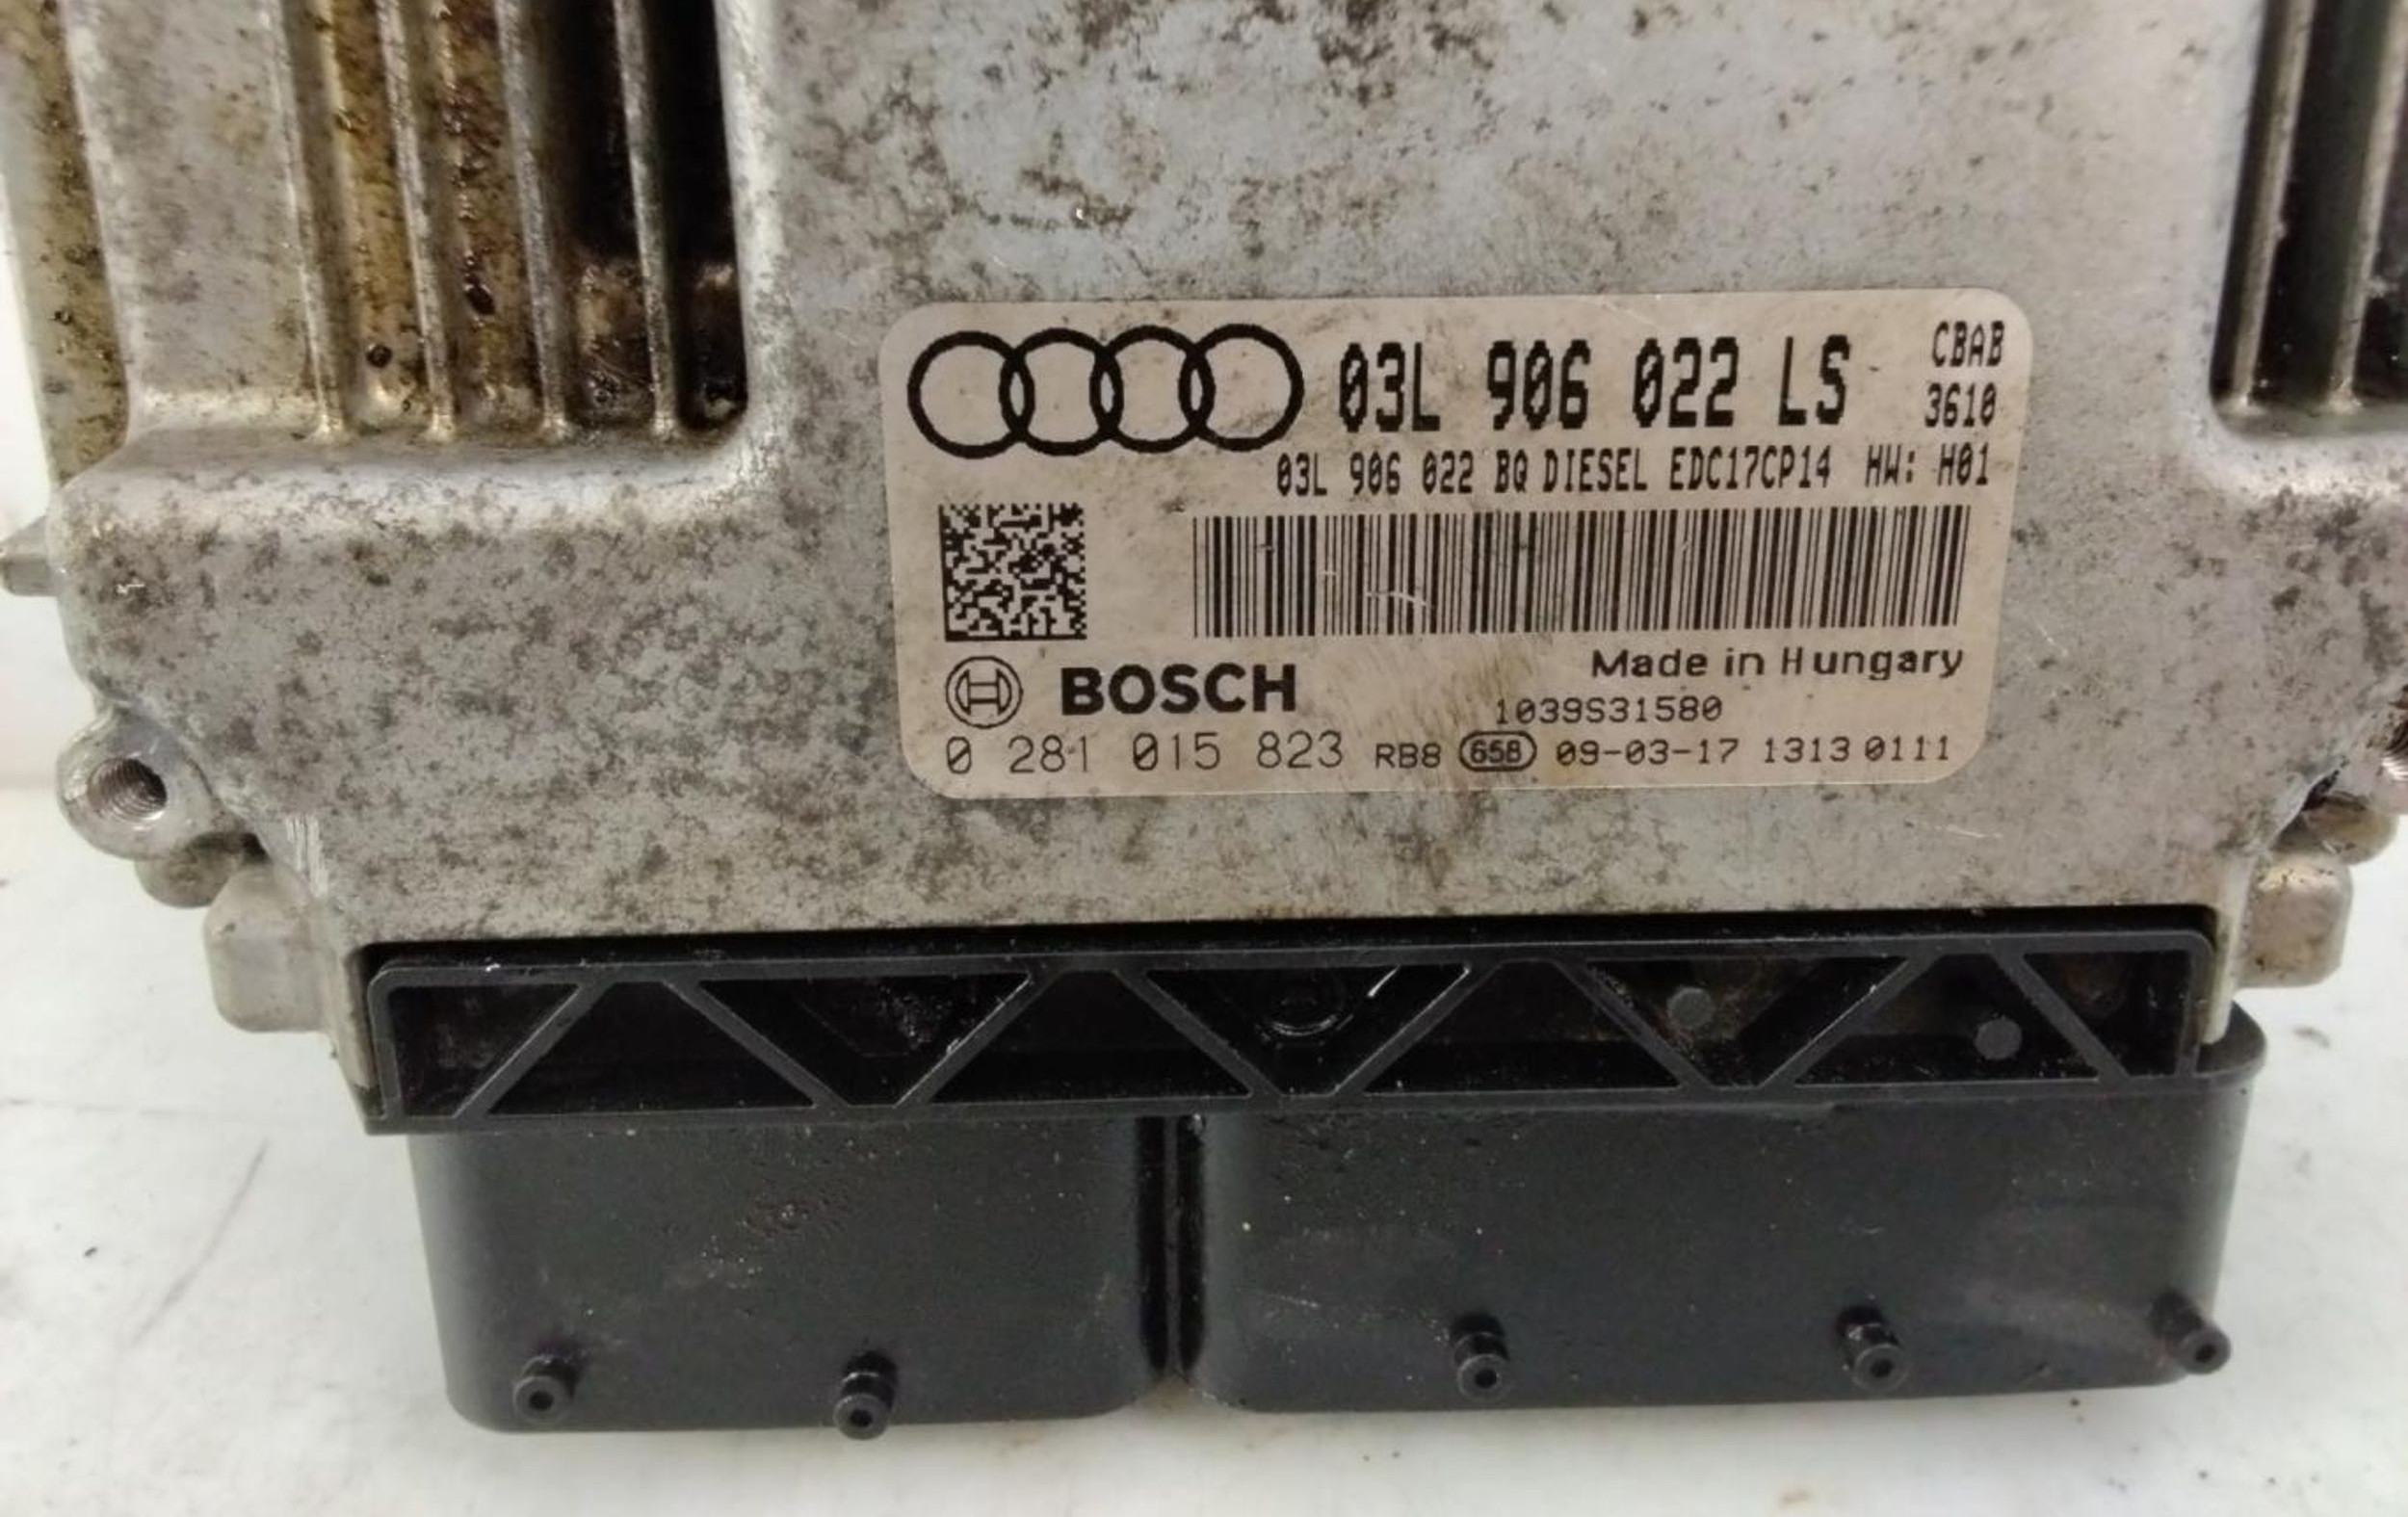 03L 906 022 LS CBAB
3610
03L 906 022 BQ DIESEL EDC17CP14 HW: H01
Made in Hungary
BOSCH
1039S31580
0 281 015 823 RB8 658 09-03-17 1313 0111